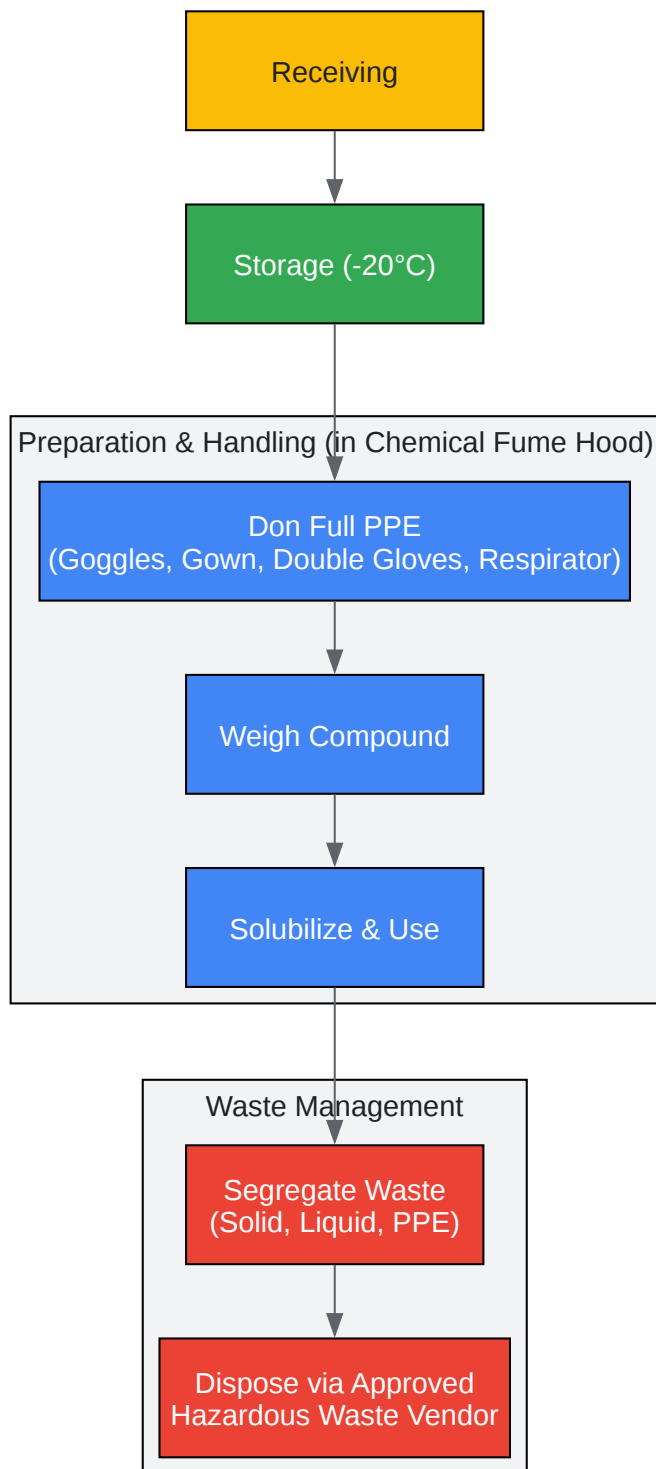 Receiving
Storage (-20°C)
Preparation & Handling (in Chemical Fume Hood)
Don Full PPE
(Goggles, Gown, Double Gloves, Respirator)
Weigh Compound
Solubilize & Use
Waste Management
Segregate Waste
(Solid, Liquid, PPE)
Dispose via Approved
Hazardous Waste Vendor